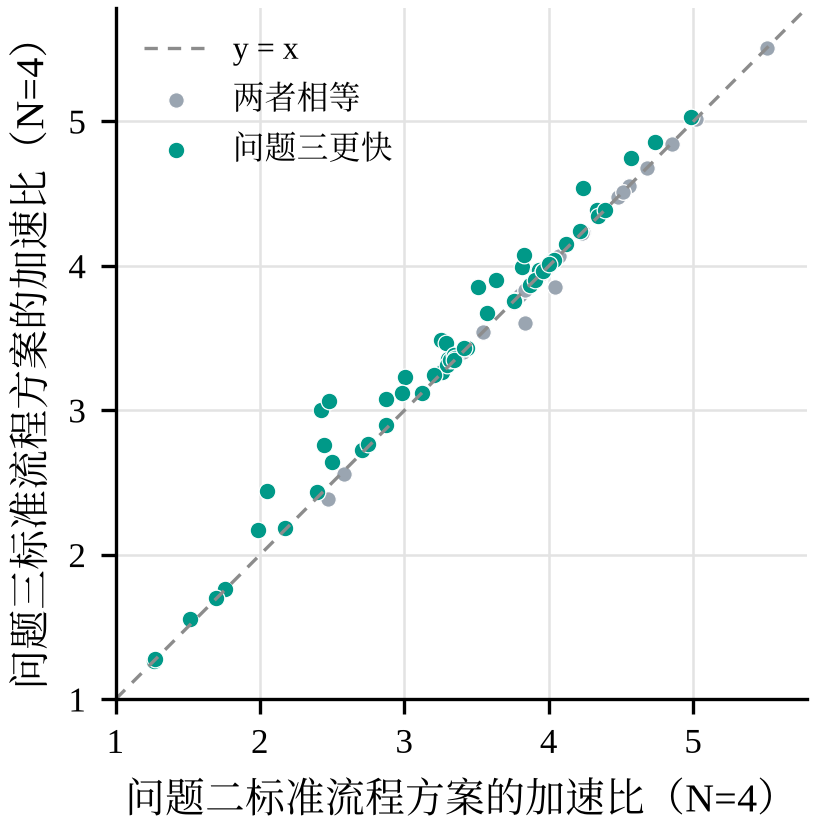 y = x
两者相等
问题三更快
问题三标准流程方案的加速比（N=4）
5
4
3
2
1
1 2 3 4 5
问题二标准流程方案的加速比（N=4）